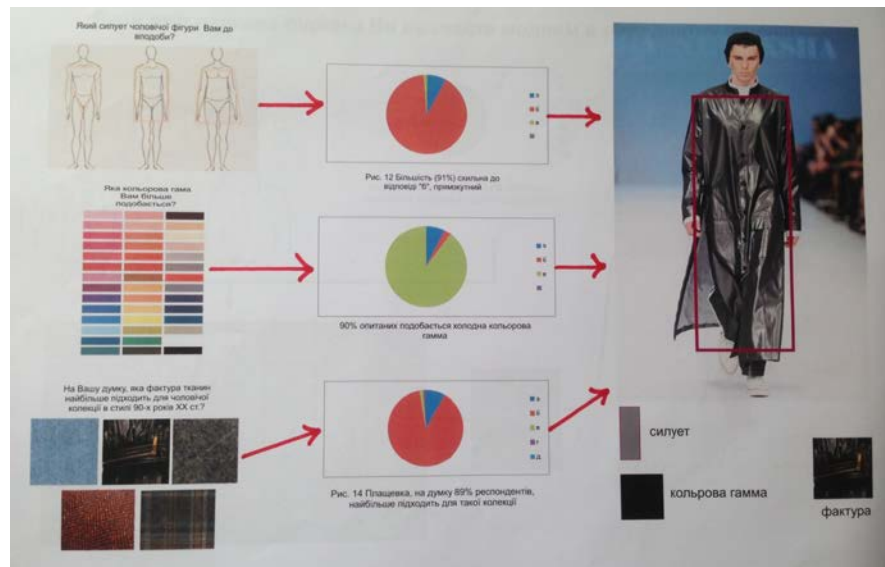 Який силует чоловічої фігури Вам до
вподоби?
а
б
в
Рис. 12 Більшість (91%) схильна до
відповіді "б", прямокутний
Яка кольорова гама
Вам більше
подобається?
а
б
в
90% опитаних подобається холодна кольорова
гамма
На Вашу думку, яка фактура тканин
найбільше підходить для чоловічої
колекції в стилі 90-х років ХХ ст.?
а
б
в
г
д
Рис. 14 Плащевка, на думку 89% респондентів,
найбільше підходить для такої колекції
силует
кольрова гамма
фактура